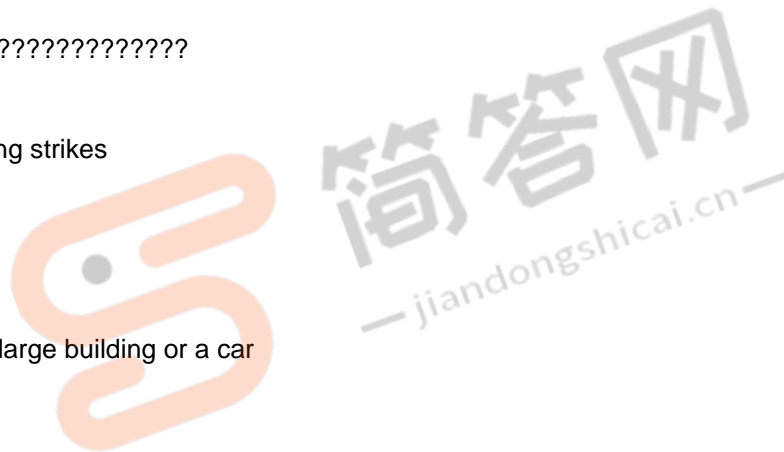 ?????????????
ng strikes
简答网
jiandongshicai.cn
large building or a car